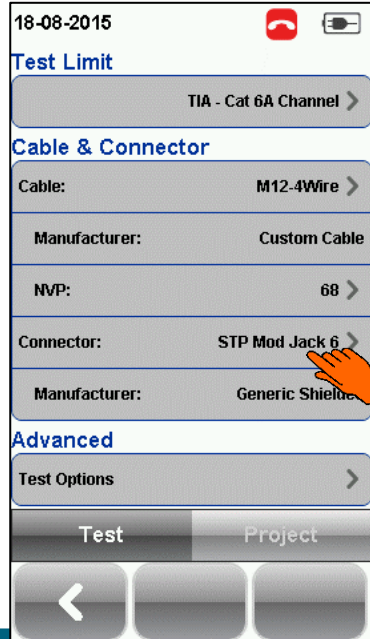 18-08-2015
Test Limit
TIA - Cat 6A Channel
Cable & Connector
Cable: M12-4Wire
Manufacturer: Custom Cable
NVP: 68
Connector: STP Mod Jack 6
Manufacturer: Generic Shielde
Advanced
Test Options
Test Project